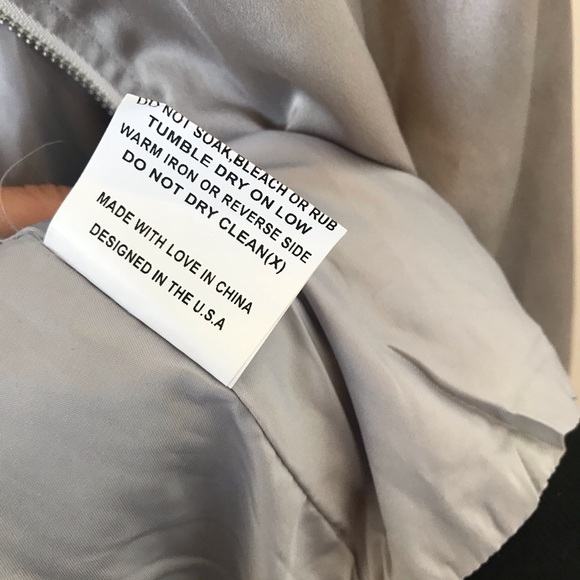 DO NOT SOAK,BLEACH OR RUB
TUMBLE DRY ON LOW
WARM IRON OR REVERSE SIDE
DO NOT DRY CLEAN(X)
MADE WITH LOVE IN CHINA
DESIGNED IN THE U.S.A